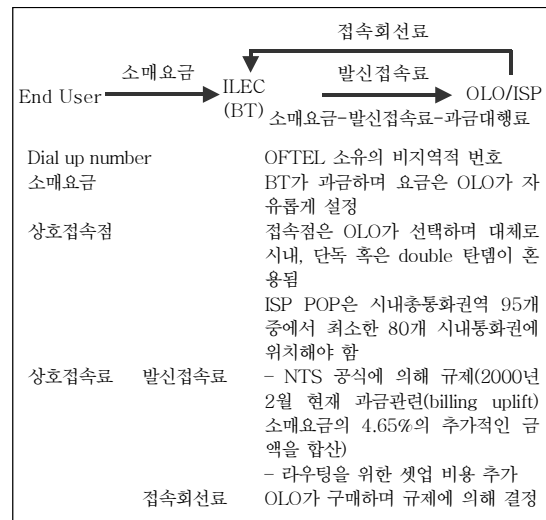 접속회선료
소매요금 ILEC 발신접속료
End User (BT) OLO/ISP
소매요금-발신접속료-과금대행료
Dial up number OFTEL 소유의 비지역적 번호
소매요금 BT가 과금하며 요금은 OLO가 자
유롭게 설정
상호접속점 접속점은 OLO가 선택하며 대체로
시내, 단독 혹은 double 탄뎀이 혼
용됨
ISP POP은 시내총통화권역 95개
중에서 최소한 80개 시내통화권에
위치해야 함
상호접속료 발신접속료 - NTS 공식에 의해 규제(2000년
2월 현재 과금관련(billing uplift)
소매요금의 4.65%의 추가적인 금
액을 합산)
- 라우팅을 위한 셋업 비용 추가
접속회선료 OLO가 구매하며 규제에 의해 결정